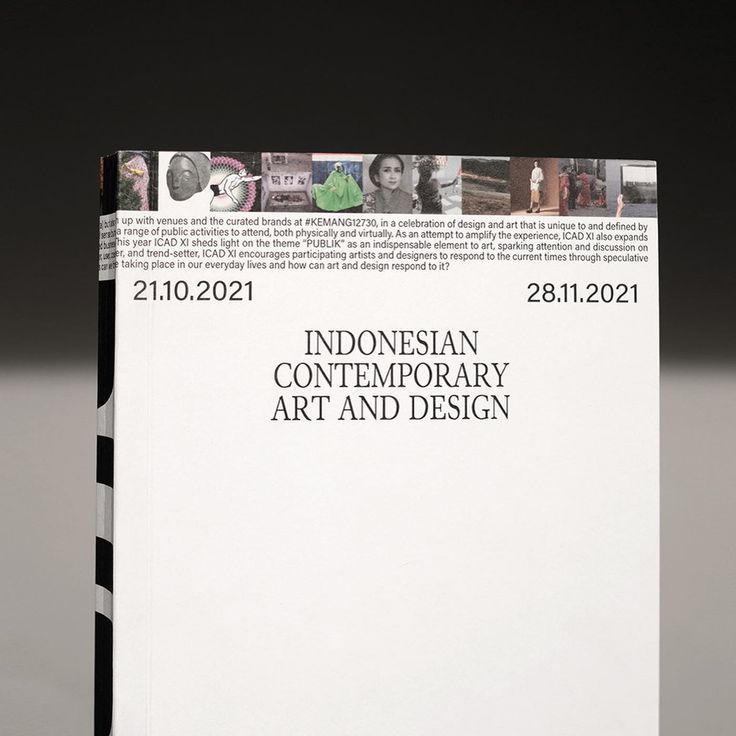 up with venues and the curated brands at #KEMANG12730, in a celebration of design and art that is unique to and defined by
a range of public activities to attend, both physically and virtually. As an attempt to amplify the experience, ICAD XI also expands
This year ICAD XI sheds light on the theme "PUBLIK" as an indispensable element to art, sparking attention and discussion on
er, and trend-setter, ICAD XI encourages participating artists and designers to respond to the current times through speculative
be taking place in our everyday lives and how can art and design respond to it?
21.10.2021
28.11.2021
INDONESIAN
CONTEMPORARY
ART AND DESIGN